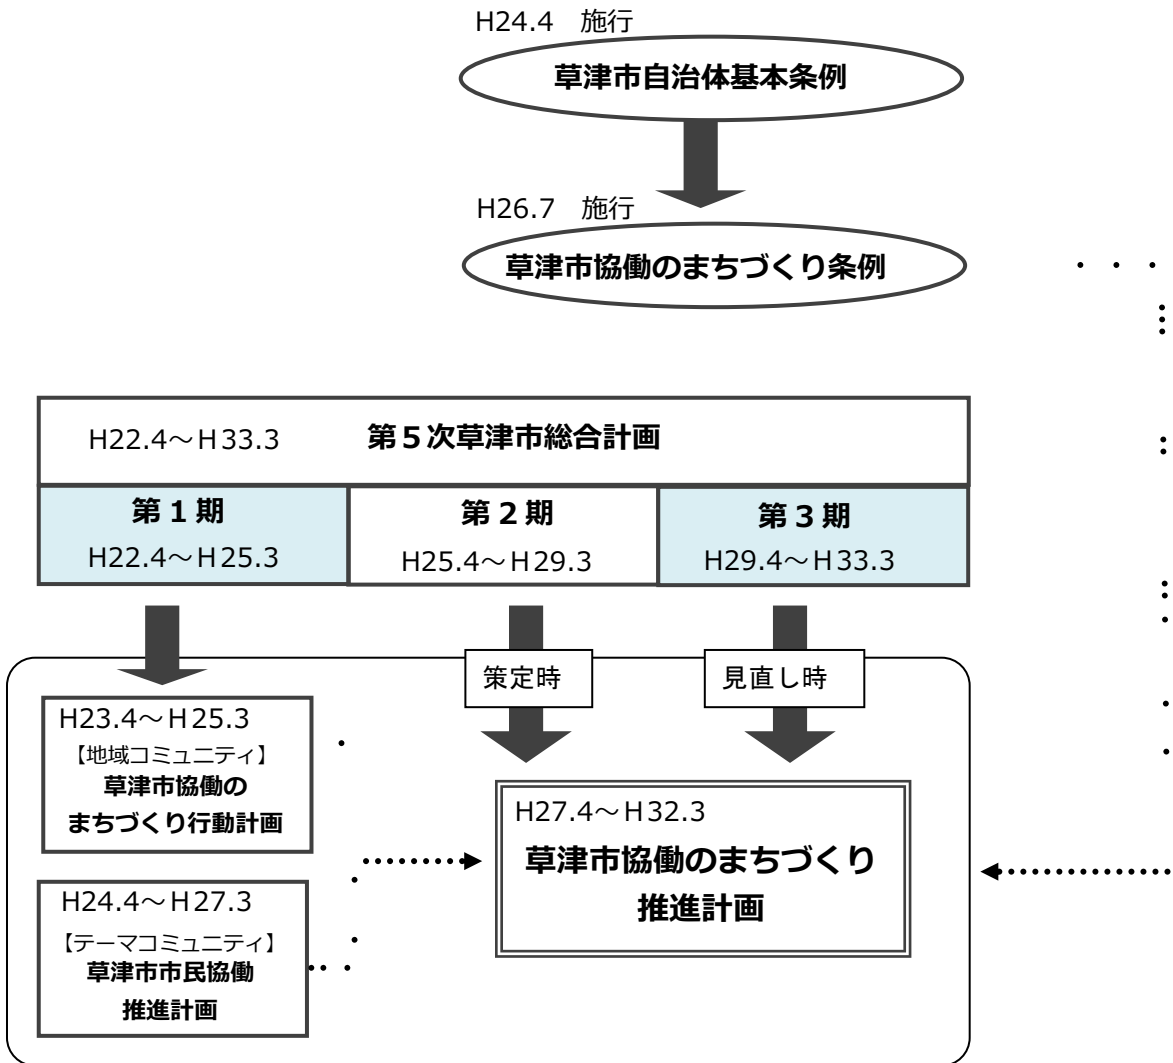 H24.4　施行
草津市自治体基本条例
H26.7　施行
草津市協働のまちづくり条例
H22.4～H33.3　第５次草津市総合計画
第１期
H22.4～H25.3
第２期
H25.4～H29.3
第３期
H29.4～H33.3
策定時
見直し時
H23.4～H25.3
【地域コミュニティ】
草津市協働の
まちづくり行動計画
H27.4～H32.3
草津市協働のまちづくり
推進計画
H24.4～H27.3
【テーマコミュニティ】
草津市市民協働
推進計画